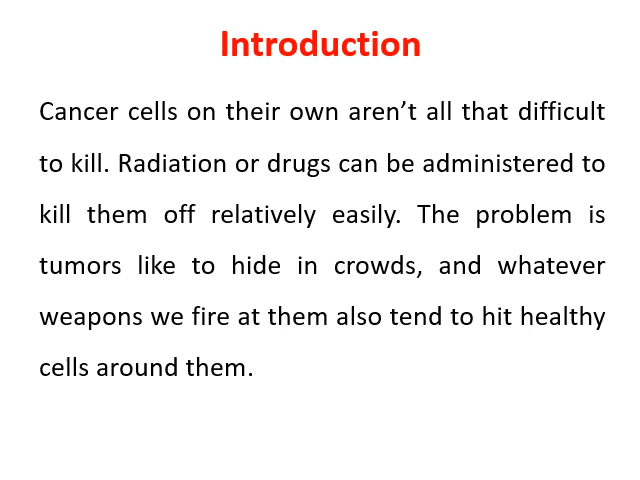 Introduction
Cancer cells on their own aren’t all that difficult
to kill. Radiation or drugs can be administered to
kill them off relatively easily. The problem is
tumors like to hide in crowds, and whatever
weapons we fire at them also tend to hit healthy
cells around them.